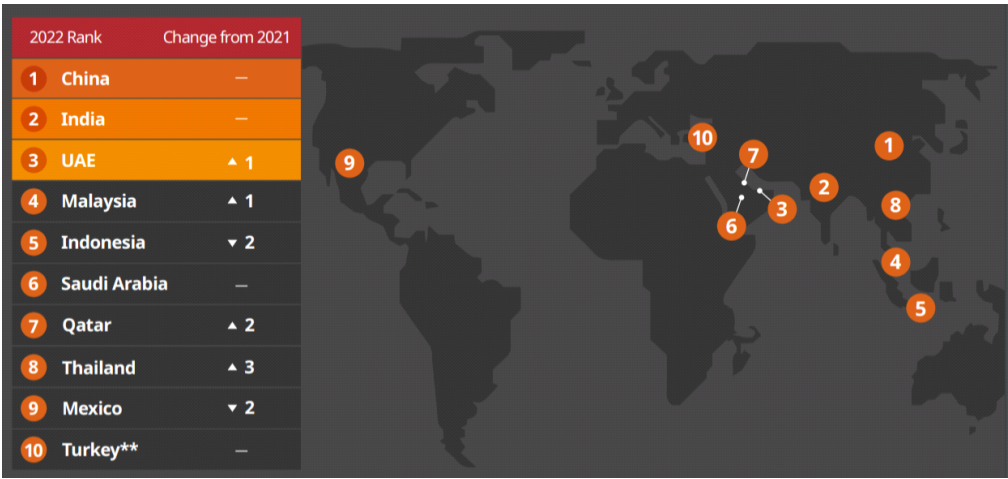 2022 Rank Change from 2021
1 China —
2 India —
3 UAE ▲ 1
4 Malaysia ▲ 1
5 Indonesia ▼ 2
6 Saudi Arabia —
7 Qatar ▲ 2
8 Thailand ▲ 3
9 Mexico ▼ 2
10 Turkey** —
9
10
7
1
2
3
8
6
4
5